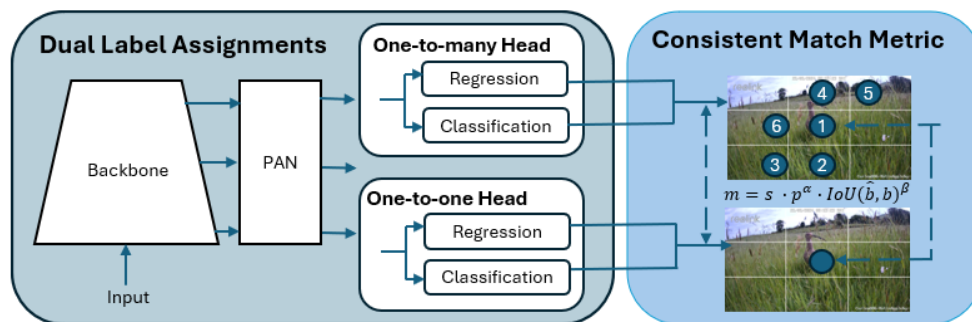 Dual Label Assignments
Backbone
Input
PAN
One-to-many Head
Regression
Classification
One-to-one Head
Regression
Classification
Consistent Match Metric
4 5
6 1
3 2
m = s · p^α · IoU(b̂, b)^β